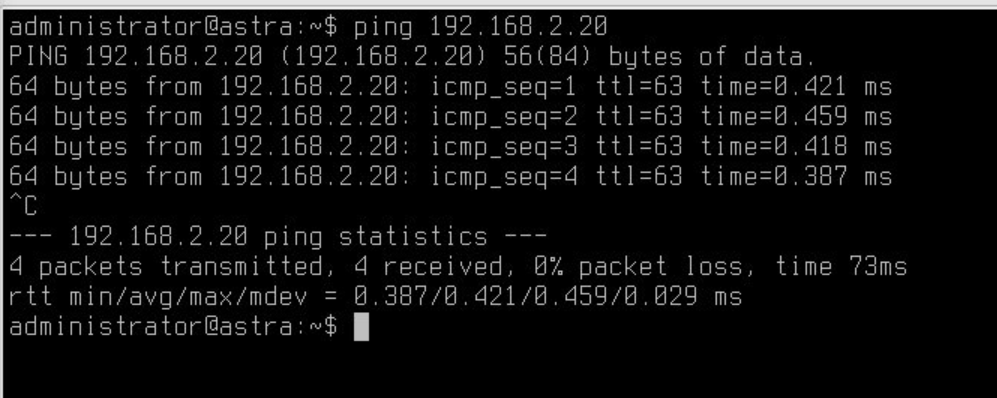 administrator@astra:~$ ping 192.168.2.20
PING 192.168.2.20 (192.168.2.20) 56(84) bytes of data.
64 bytes from 192.168.2.20: icmp_seq=1 ttl=63 time=0.421 ms
64 bytes from 192.168.2.20: icmp_seq=2 ttl=63 time=0.459 ms
64 bytes from 192.168.2.20: icmp_seq=3 ttl=63 time=0.418 ms
64 bytes from 192.168.2.20: icmp_seq=4 ttl=63 time=0.387 ms
^C
--- 192.168.2.20 ping statistics ---
4 packets transmitted, 4 received, 0% packet loss, time 73ms
rtt min/avg/max/mdev = 0.387/0.421/0.459/0.029 ms
administrator@astra:~$